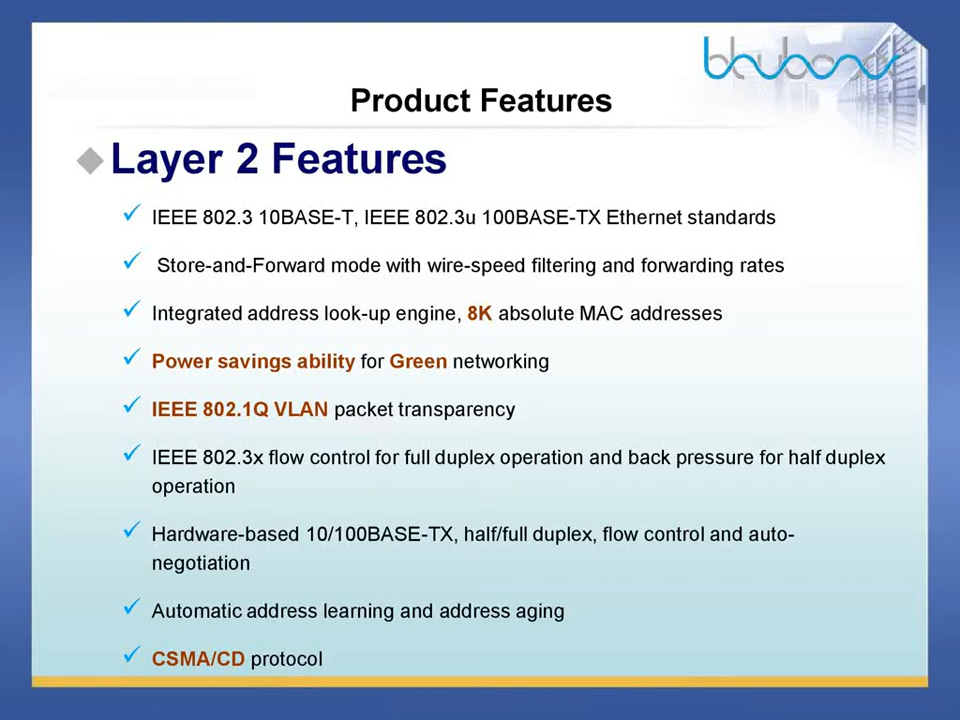 Product Features
Layer 2 Features
IEEE 802.3 10BASE-T, IEEE 802.3u 100BASE-TX Ethernet standards
Store-and-Forward mode with wire-speed filtering and forwarding rates
Integrated address look-up engine, 8K absolute MAC addresses
Power savings ability for Green networking
IEEE 802.1Q VLAN packet transparency
IEEE 802.3x flow control for full duplex operation and back pressure for half duplex
operation
Hardware-based 10/100BASE-TX, half/full duplex, flow control and auto-
negotiation
Automatic address learning and address aging
CSMA/CD protocol